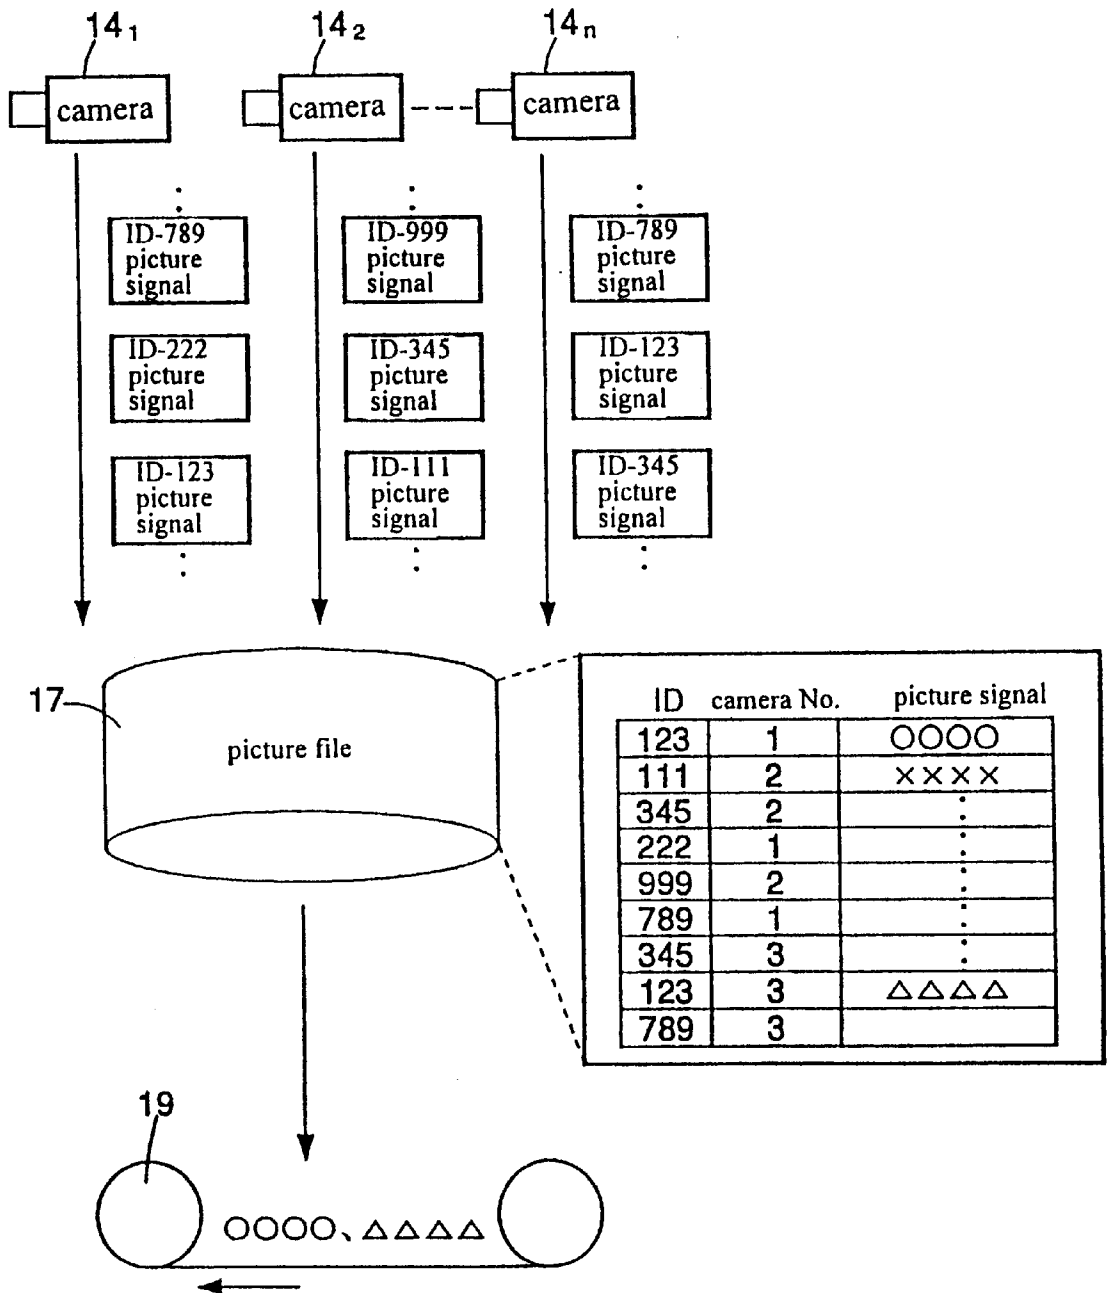 14₁
14₂
14ₙ
camera
camera
camera
ID-789
picture
signal
ID-999
picture
signal
ID-789
picture
signal
ID-222
picture
signal
ID-345
picture
signal
ID-123
picture
signal
ID-123
picture
signal
ID-111
picture
signal
ID-345
picture
signal
17
picture file
ID camera No. picture signal
123 1 ○○○○
111 2 ××××
345 2
222 1
999 2
789 1
345 3
123 3 △△△△
789 3
19
○○○○、△△△△